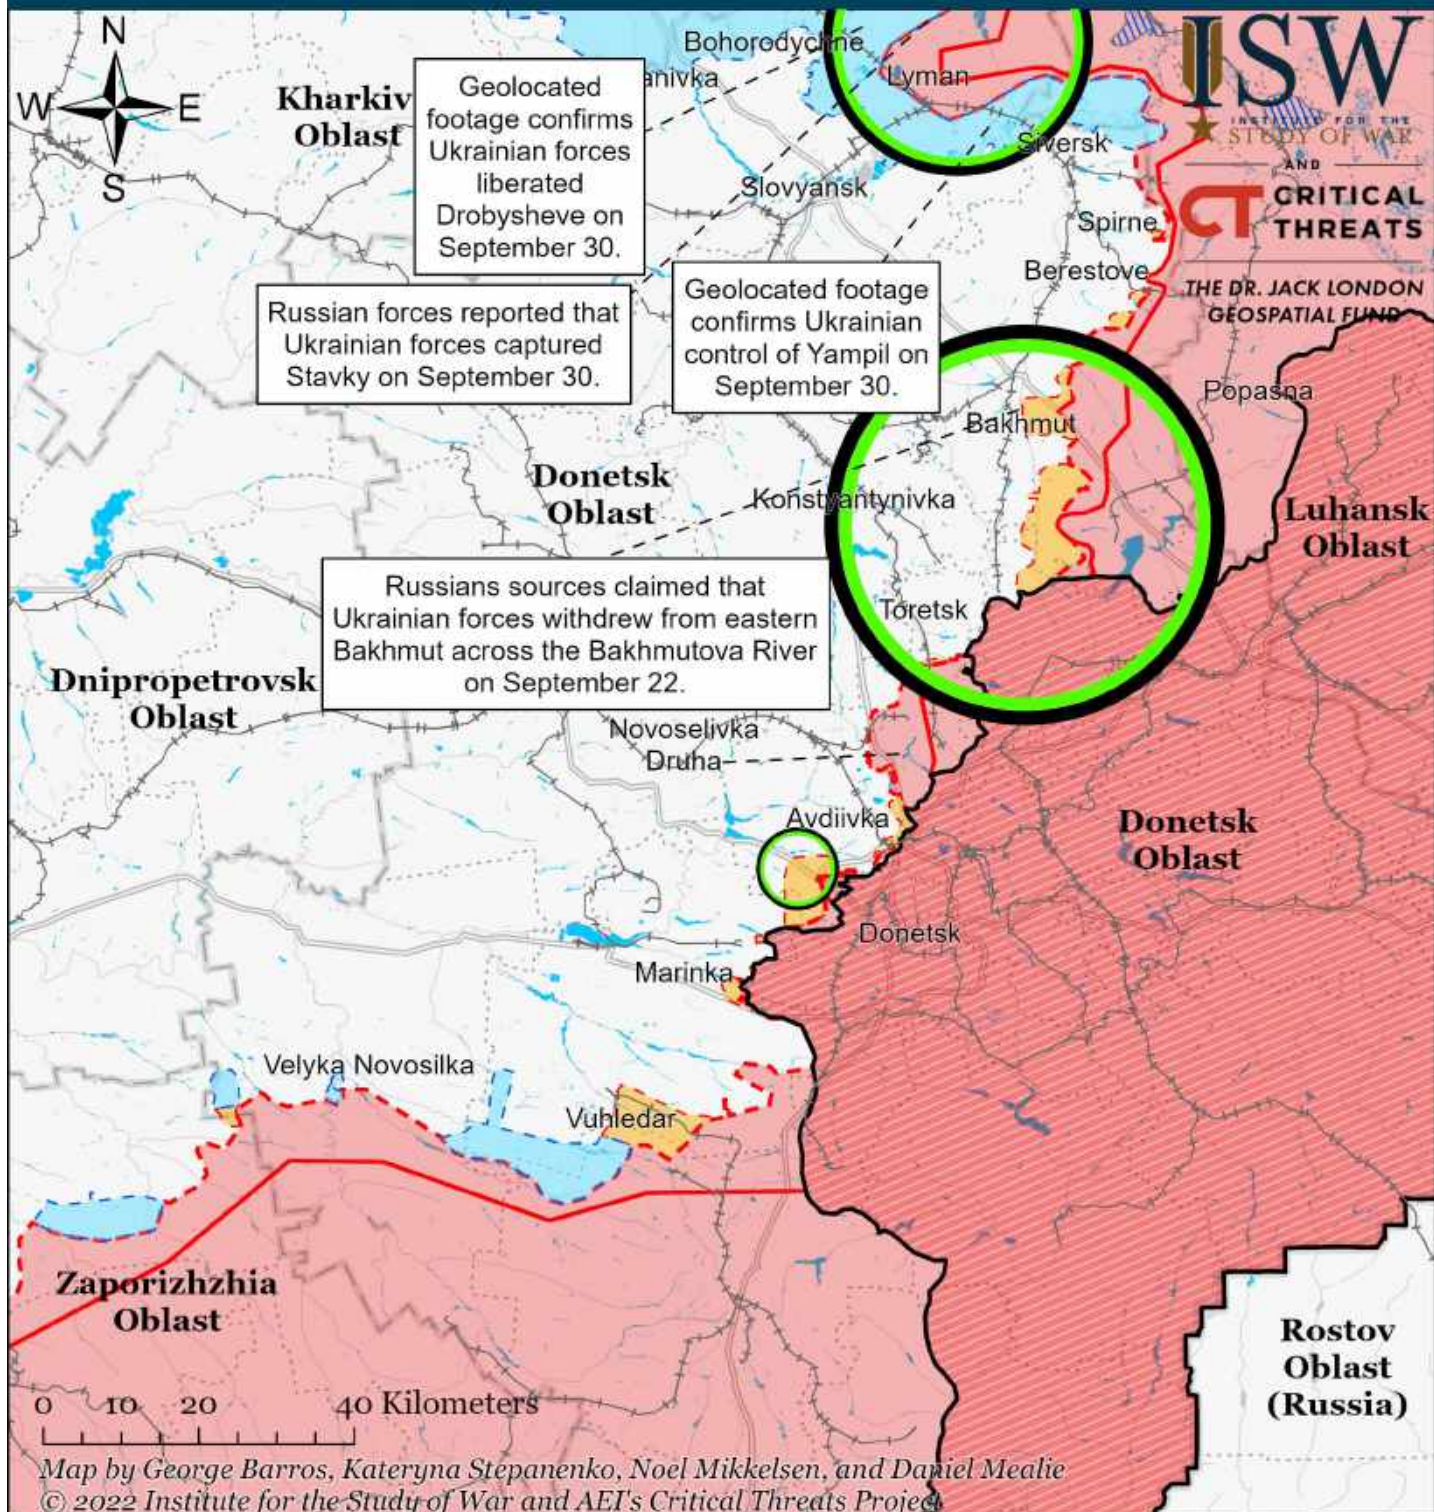 N
W
E
S
Kharkiv
Oblast
Bohorodychne
anivka
Lyman
Siversk
Slovyansk
Spirne
Berestove
ISW
INSTITUTE FOR THE
STUDY OF WAR
AND
CT CRITICAL
THREATS
THE DR. JACK LONDON
GEOSPATIAL FUND
Geolocated
footage confirms
Ukrainian forces
liberated
Drobysheve on
September 30.
Russian forces reported that
Ukrainian forces captured
Stavky on September 30.
Geolocated footage
confirms Ukrainian
control of Yampil on
September 30.
Popasna
Bakhmut
Donetsk
Oblast
Konstyantynivka
Luhansk
Oblast
Russians sources claimed that
Ukrainian forces withdrew from eastern
Bakhmut across the Bakhmutova River
on September 22.
Toretsk
Dnipropetrovsk
Oblast
Novoselivka
Druha
Avdiivka
Donetsk
Oblast
Donetsk
Marinka
Velyka Novosilka
Vuhledar
Zaporizhzhia
Oblast
Rostov
Oblast
(Russia)
0 10 20 40 Kilometers
Map by George Barros, Kateryna Stepanenko, Noel Mikkelsen, and Daniel Mealie
© 2022 Institute for the Study of War and AEI's Critical Threats Project